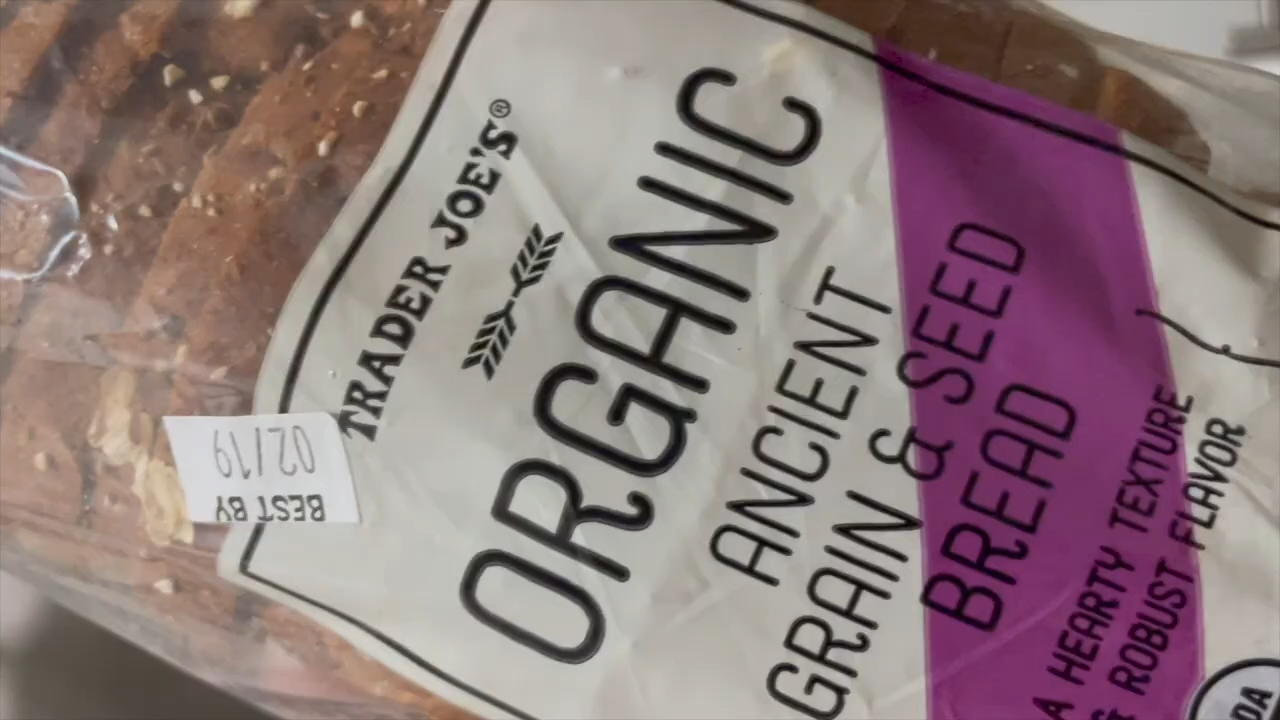 TRADER JOE'S®
ORGANIC
ANCIENT
GRAIN & SEED
BREAD
A HEARTY TEXTURE
& ROBUST FLAVOR
BEST BY
02/19